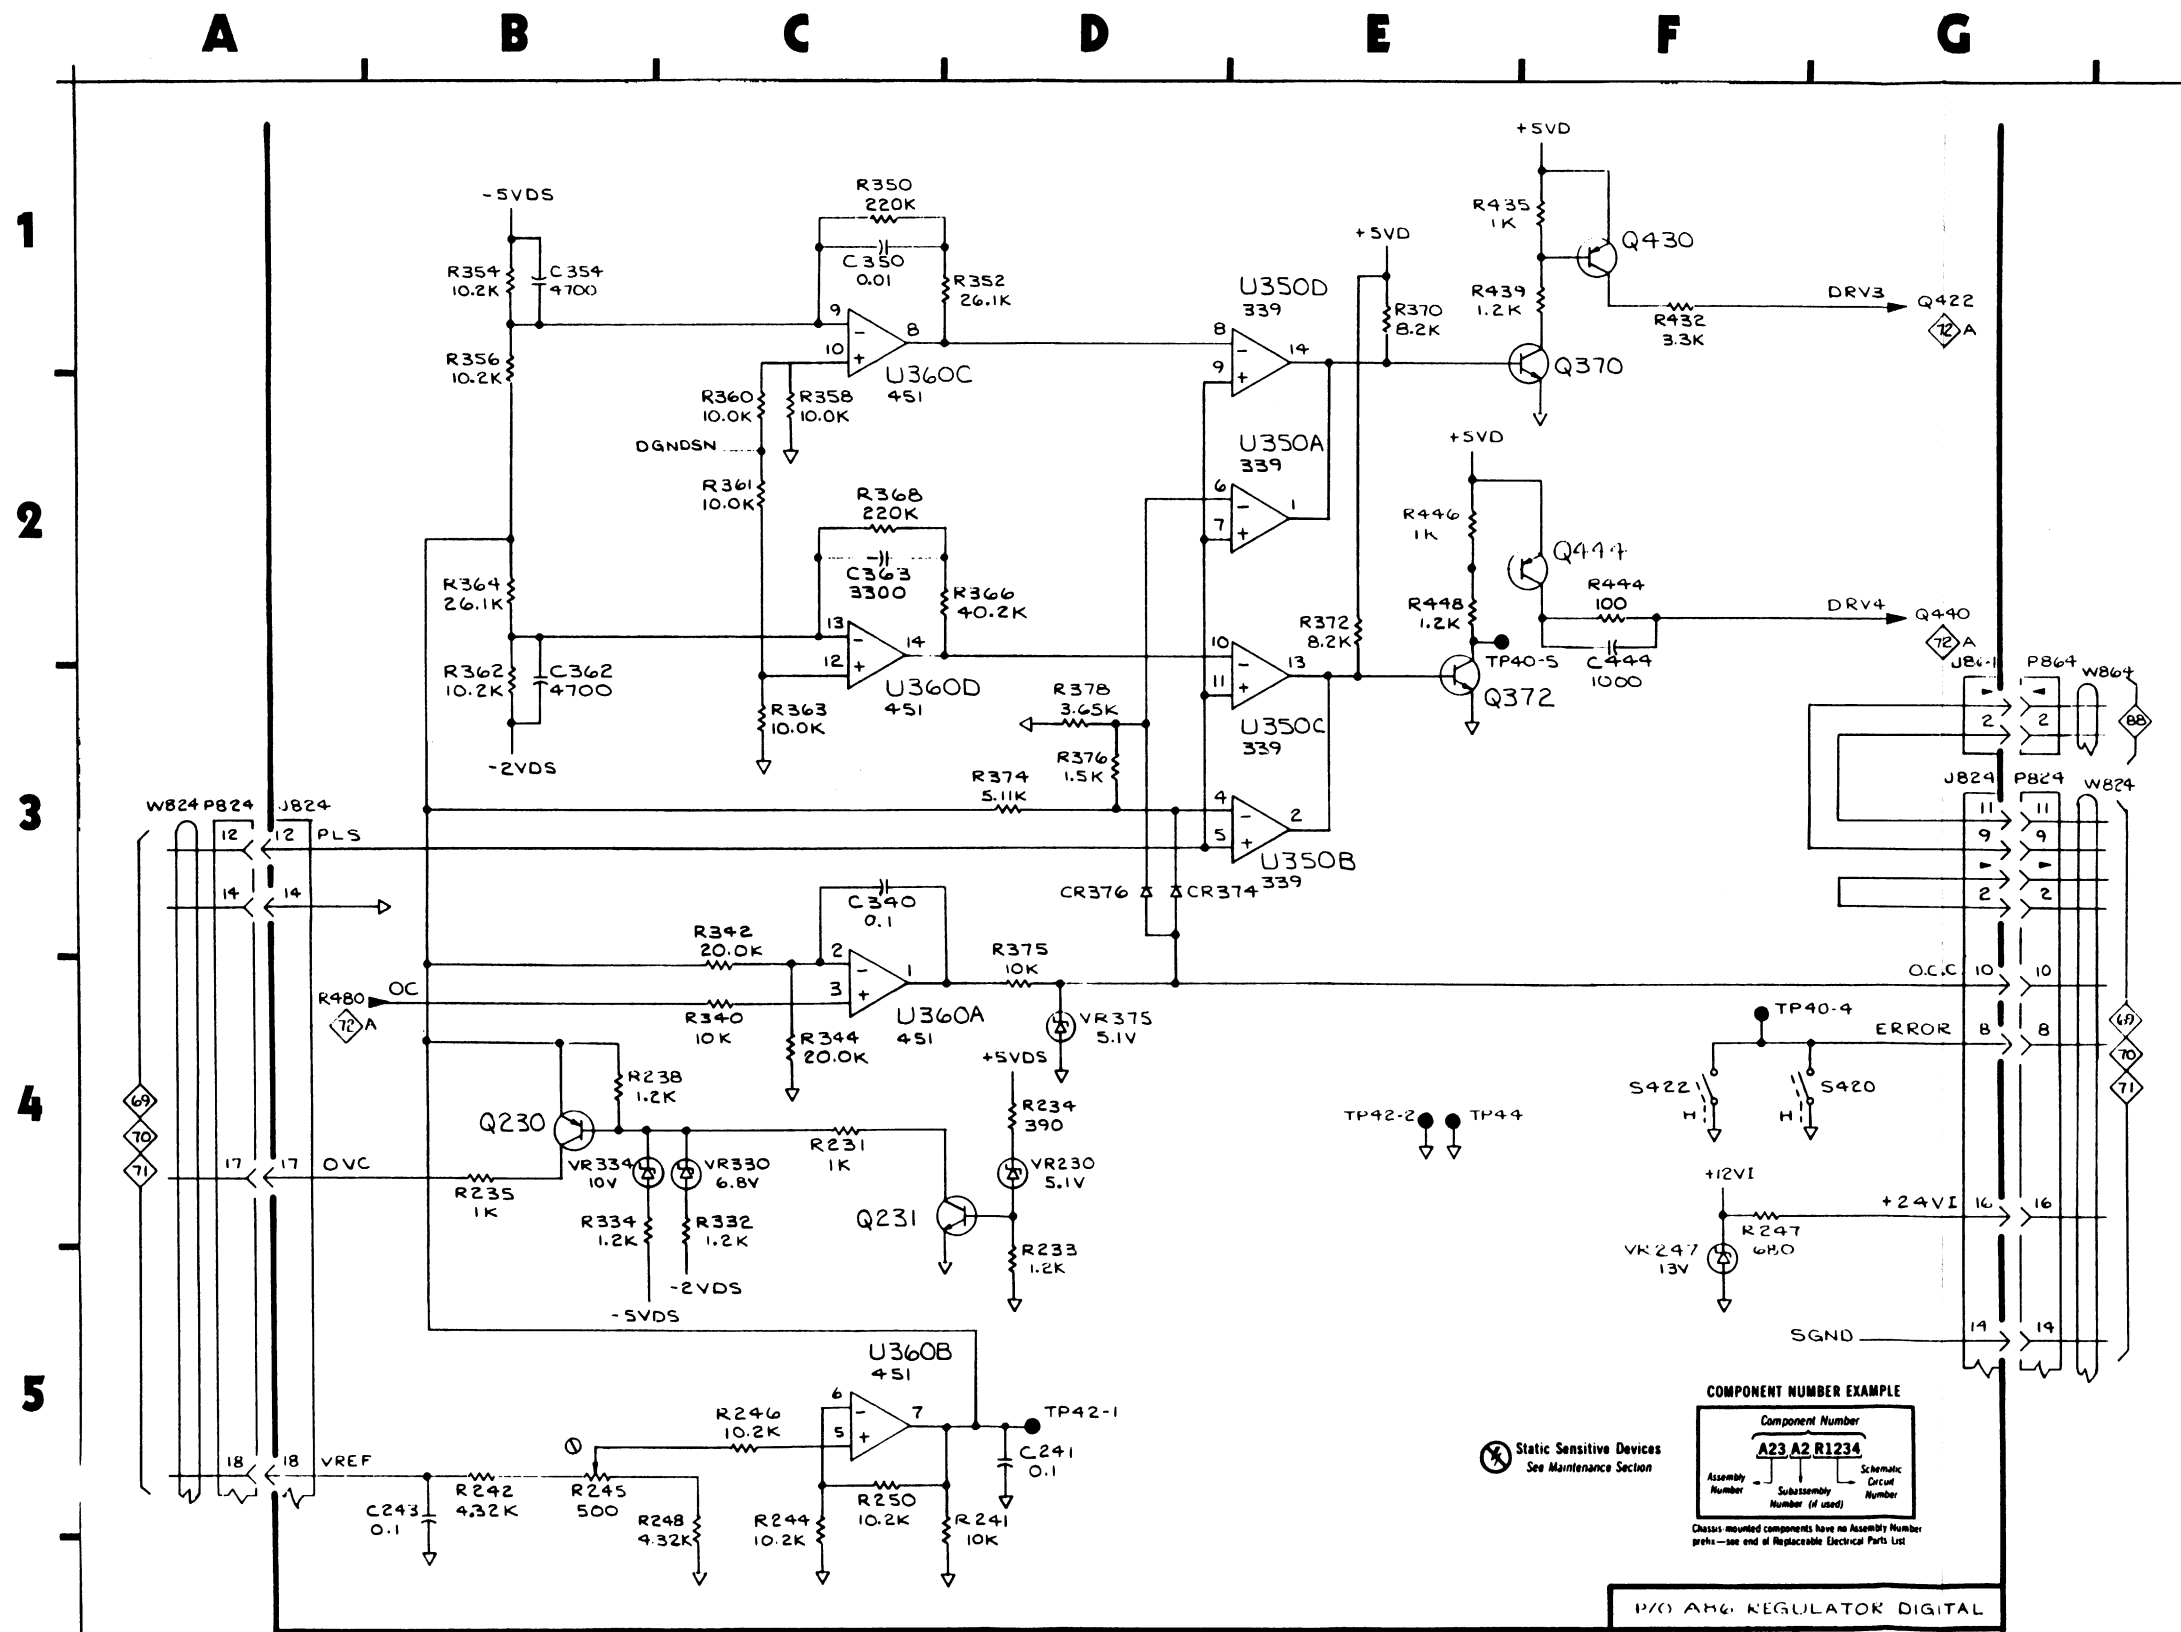 A B C D E F G
1
2
3
4
5
-5VDS
R354
10.2K
C354
4700
R356
10.2K
R350
220K
C350
0.01
R352
26.1K
9
10
8
U360C
451
R360
10.0K
R358
10.0K
DGNDSN
R361
10.0K
R368
220K
C363
3300
R366
40.2K
R364
26.1K
R362
10.2K
C362
4700
-2VDS
13
12
14
U360D
451
R363
10.0K
U350D
339
8
9
14
U350A
339
6
7
1
10
11
13
U350C
339
4
5
2
U350B
339
+5VD
R370
8.2K
R372
8.2K
+5VD
R435
1K
Q430
R439
1.2K
Q370
R432
3.3K
DRV3
Q422
72 A
+5VD
R446
1K
Q444
R448
1.2K
R444
100
C444
1000
TP40-5
Q372
DRV4
Q440
72 A
R378
3.65K
R376
1.5K
R374
5.11K
CR376
CR374
W824 P824 J824
12 12 PLS
14 14
C340
0.1
R342
20.0K
2
3
1
U360A
451
R480 OC
72 A
R340
10K
R344
20.0K
R375
10K
VR375
5.1V
+5VDS
R234
390
VR230
5.1V
R233
1.2K
Q231
R231
1K
R238
1.2K
Q230
VR334
10V
VR330
6.8V
R334
1.2K
R332
1.2K
-2VDS
-5VDS
69
70
71
17 17 OVC
R235
1K
18 18 VREF
C243
0.1
R242
4.32K
R245
500
R248
4.32K
R246
10.2K
U360B
451
6
5
7
TP42-1
C241
0.1
R250
10.2K
R244
10.2K
R241
10K
P864 W864
2 2
88
J824 P824 W824
11 11
9 9
2 2
O.C.C 10 10
TP40-4
ERROR 8 8
S422
H
S420
H
TP42-2
TP44
69
70
71
+12VI
+24VI 16 16
R247
680
VR247
13V
SGND 14 14
Static Sensitive Devices
See Maintenance Section
COMPONENT NUMBER EXAMPLE
Component Number
A23 A2 R1234
Assembly
Number
Subassembly
Number (if used)
Schematic
Circuit
Number
Chassis-mounted components have no Assembly Number
prefix—see end of Replaceable Electrical Parts List
P/O A86 REGULATOR DIGITAL